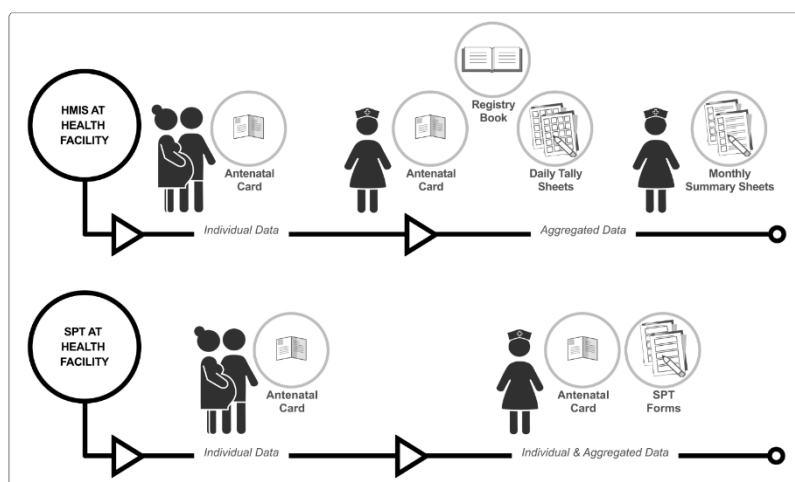 HMIS AT
HEALTH
FACILITY
Antenatal
Card
Antenatal
Card
Registry
Book
Daily Tally
Sheets
Monthly
Summary Sheets
Individual Data
Aggregated Data
SPT AT
HEALTH
FACILITY
Antenatal
Card
Antenatal
Card
SPT
Forms
Individual Data
Individual & Aggregated Data